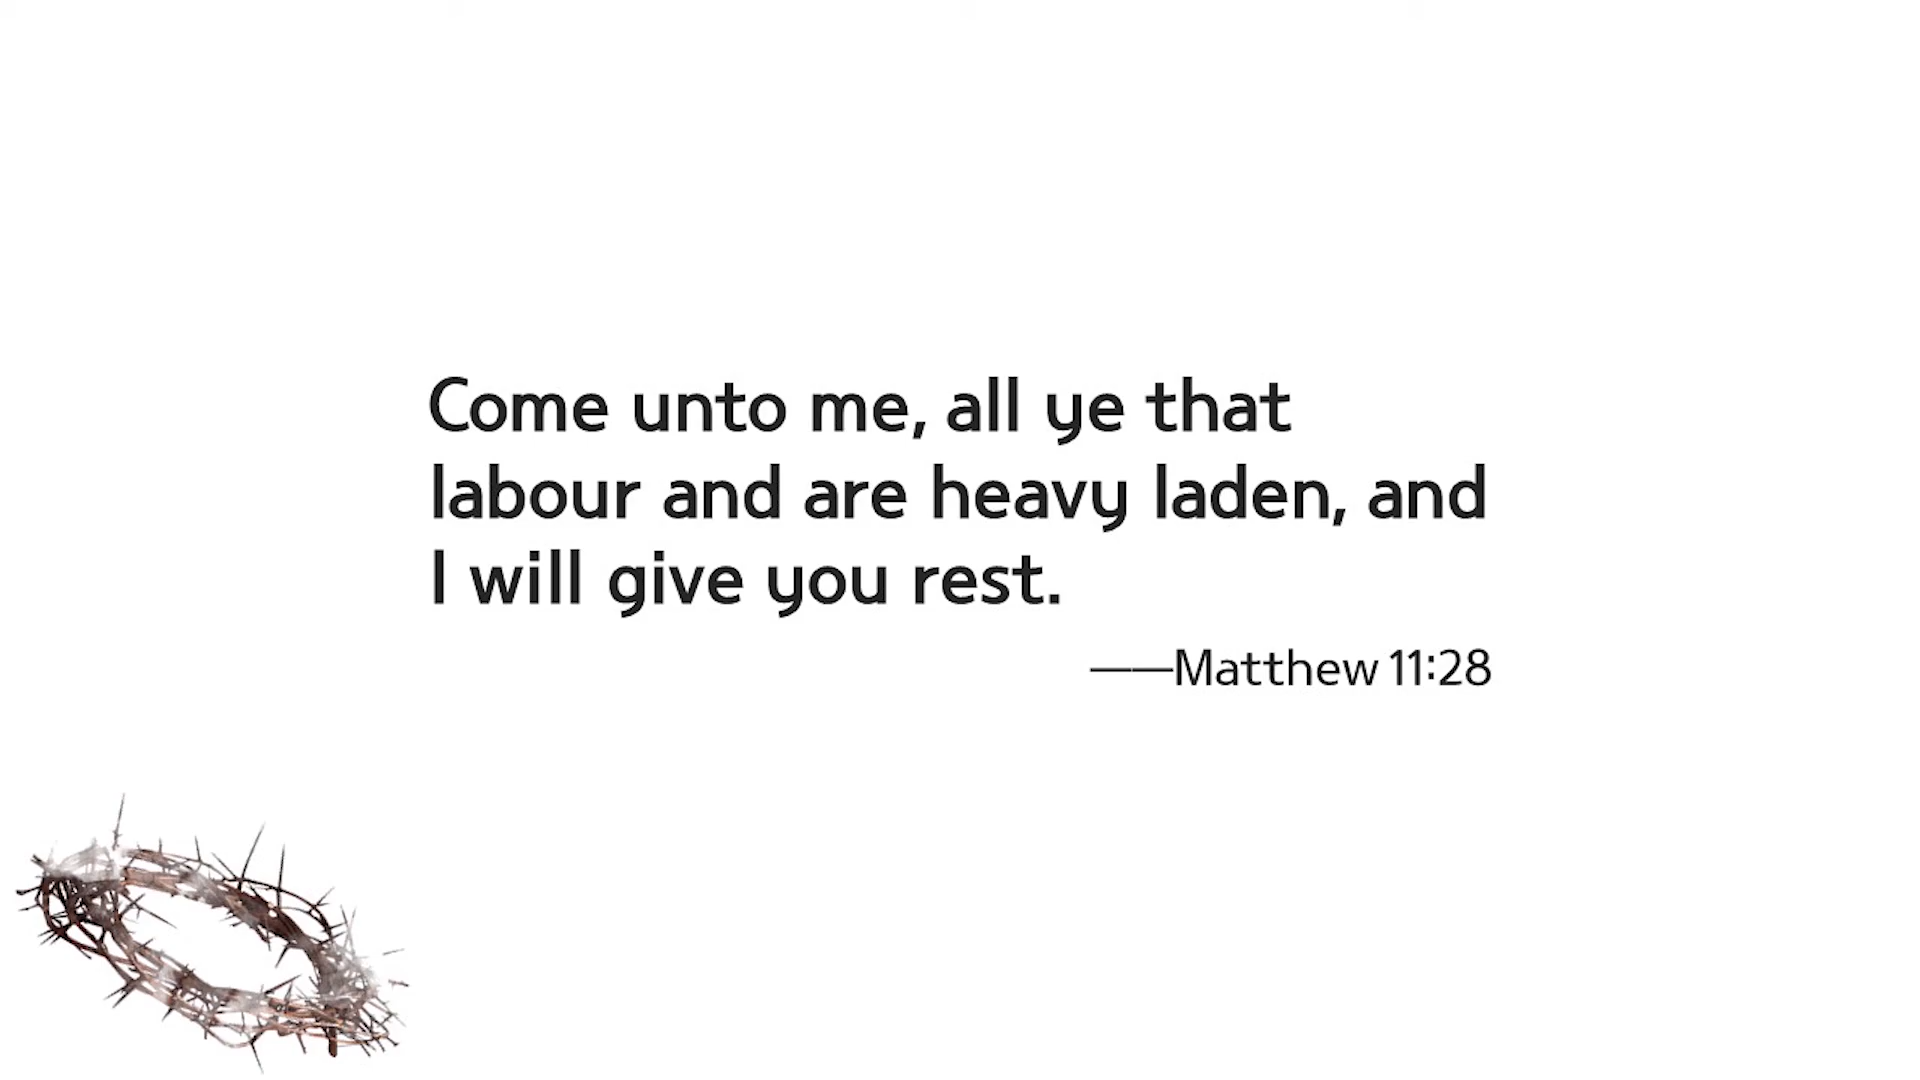 Come unto me, all ye that
labour and are heavy laden, and
I will give you rest.
——Matthew 11:28